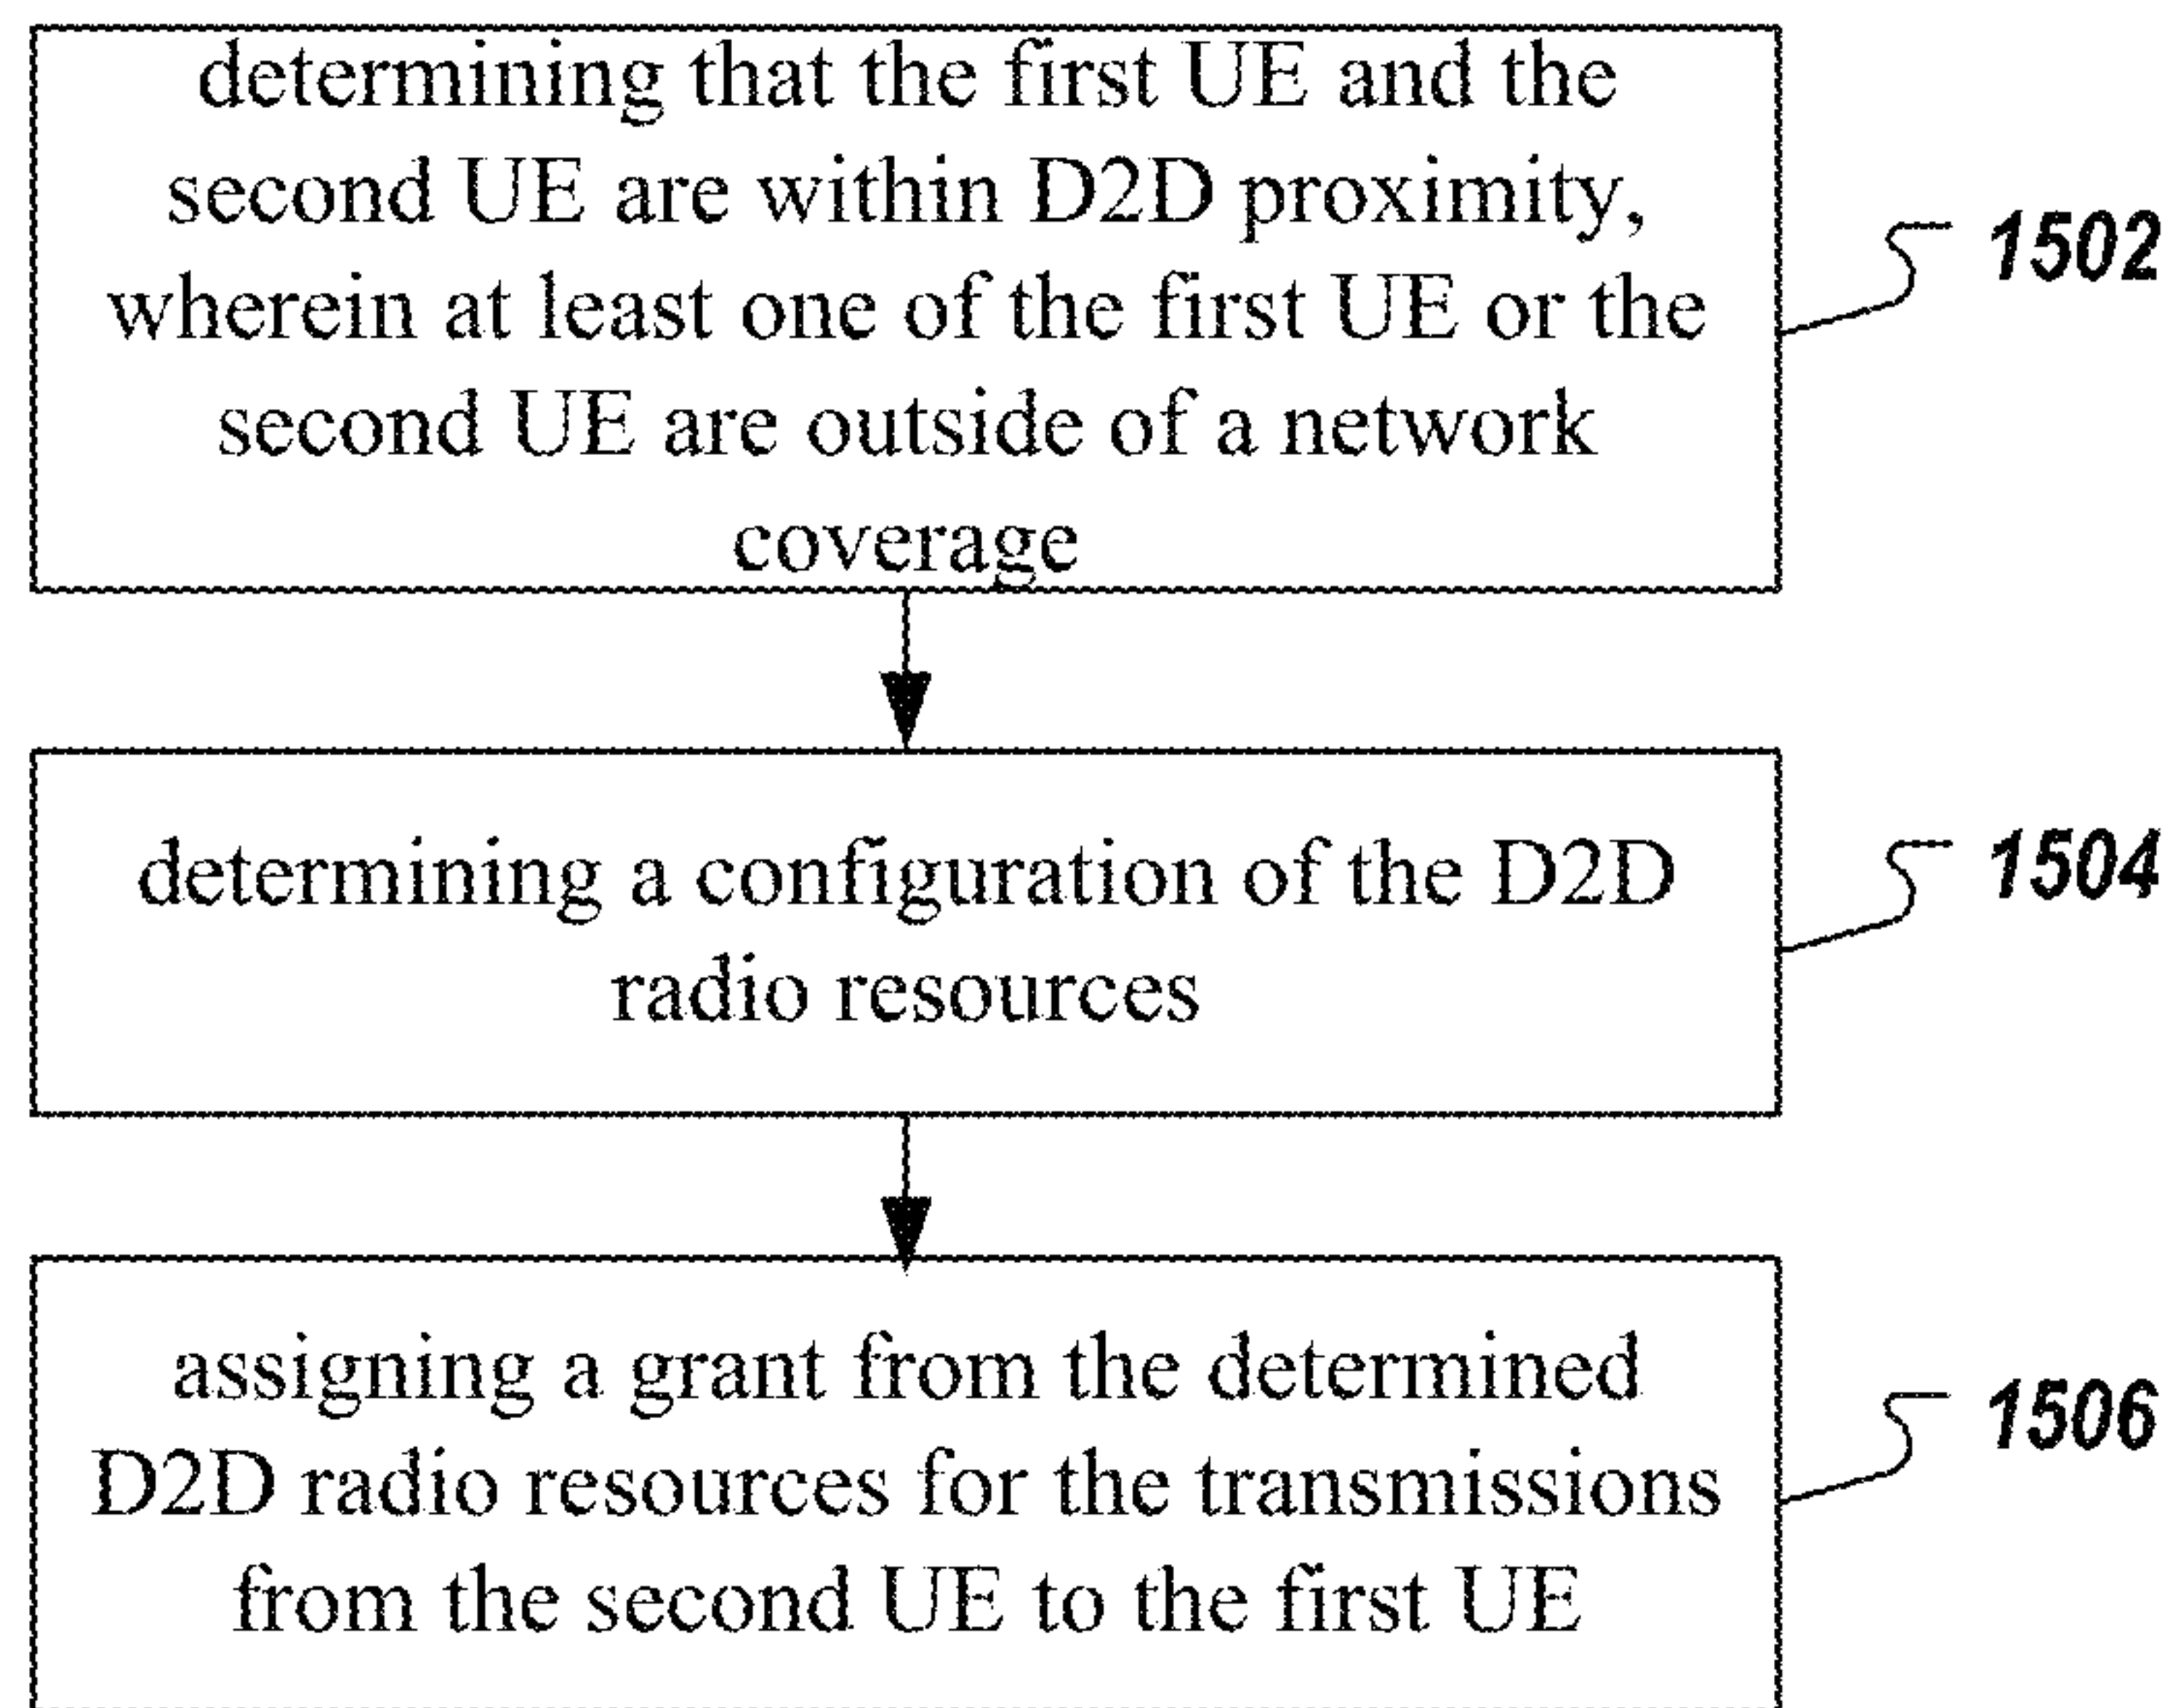 determining that the first UE and the
second UE are within D2D proximity,
wherein at least one of the first UE or the
second UE are outside of a network
coverage
1502
determining a configuration of the D2D
radio resources
1504
assigning a grant from the determined
D2D radio resources for the transmissions
from the second UE to the first UE
1506